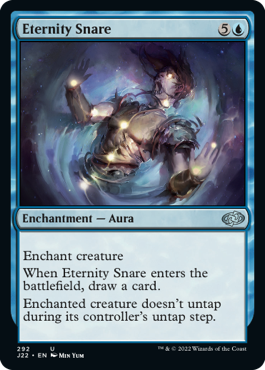 Eternity Snare 5
Enchantment — Aura
Enchant creature
When Eternity Snare enters the
battlefield, draw a card.
Enchanted creature doesn't untap
during its controller's untap step.
292 U
J22 • EN Min Yum
™ & © 2022 Wizards of the Coast